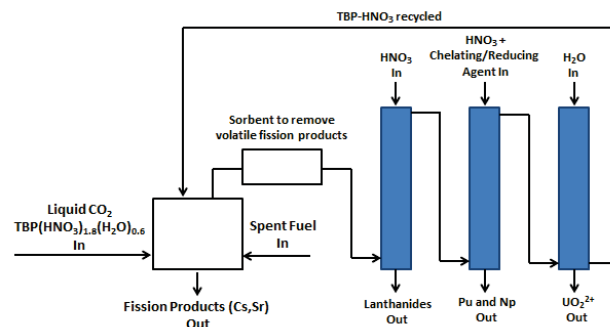 TBP-HNO₃ recycled
HNO₃
In
HNO₃ +
Chelating/Reducing
Agent In
H₂O
In
Sorbent to remove
volatile fission products
Liquid CO₂
TBP(HNO₃)₁.₈(H₂O)₀.₆
In
Spent Fuel
In
Fission Products (Cs,Sr)
Out
Lanthanides
Out
Pu and Np
Out
UO₂²⁺
Out